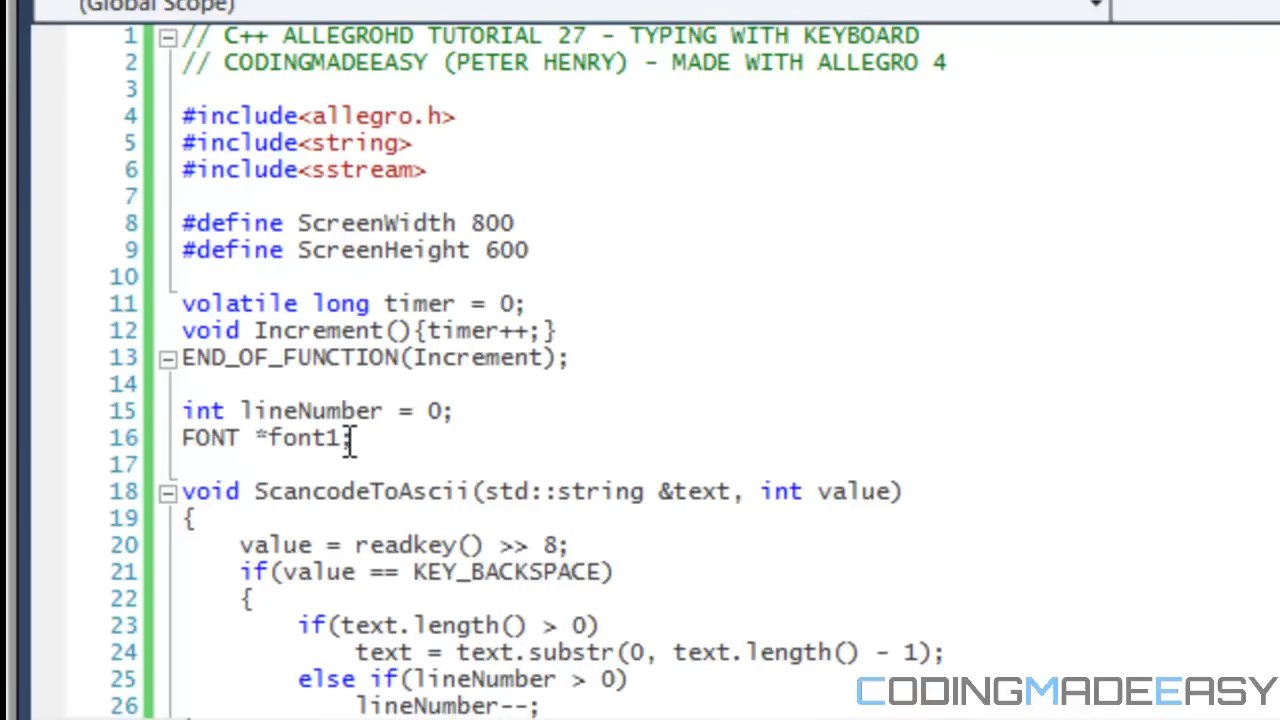 (Global Scope)
1 // C++ ALLEGROHD TUTORIAL 27 - TYPING WITH KEYBOARD
2 // CODINGMADEEASY (PETER HENRY) - MADE WITH ALLEGRO 4
3
4 #include<allegro.h>
5 #include<string>
6 #include<sstream>
7
8 #define ScreenWidth 800
9 #define ScreenHeight 600
10
11 volatile long timer = 0;
12 void Increment(){timer++;}
13 END_OF_FUNCTION(Increment);
14
15 int lineNumber = 0;
16 FONT *font1;
17
18 void ScancodeToAscii(std::string &text, int value)
19 {
20 value = readkey() >> 8;
21 if(value == KEY_BACKSPACE)
22 {
23 if(text.length() > 0)
24 text = text.substr(0, text.length() - 1);
25 else if(lineNumber > 0)
26 lineNumber--;
CODINGMADEEASY